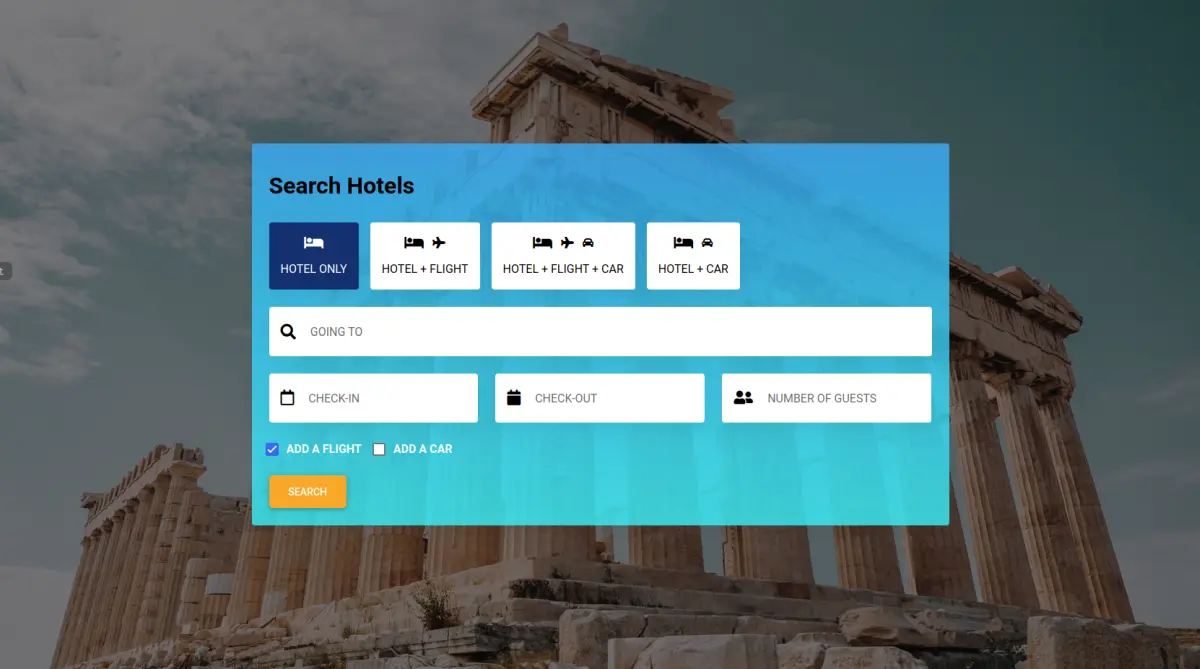 Search Hotels
HOTEL ONLY
HOTEL + FLIGHT
HOTEL + FLIGHT + CAR
HOTEL + CAR
t
GOING TO
CHECK-IN
CHECK-OUT
NUMBER OF GUESTS
ADD A FLIGHT
ADD A CAR
SEARCH